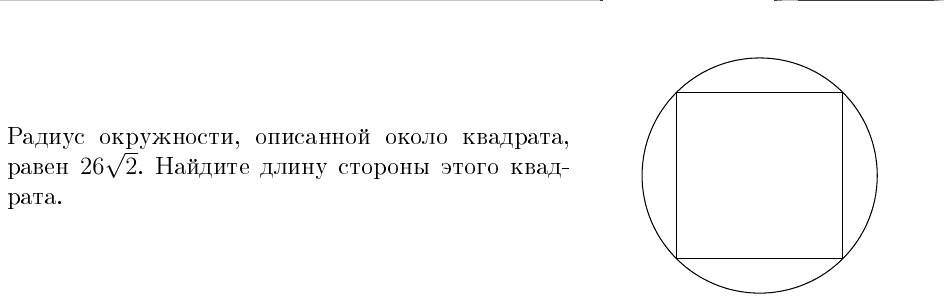 Радиус окружности, описанной около квадрата,
равен 26√2. Найдите длину стороны этого квад-
рата.